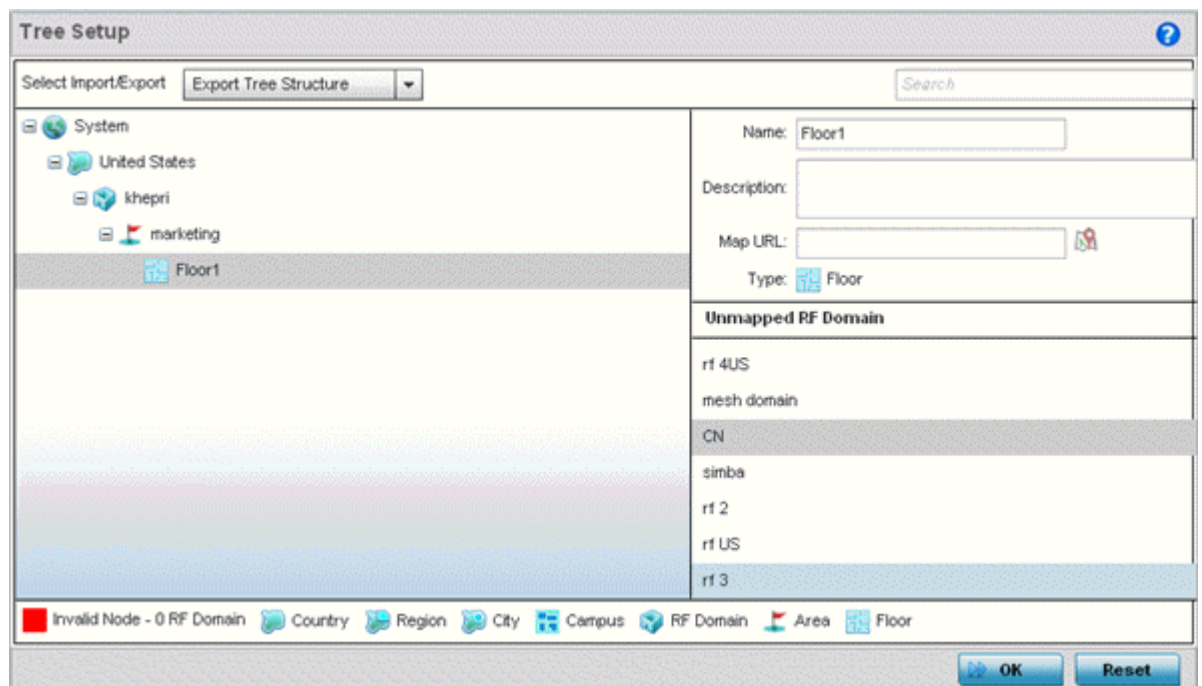 Tree Setup
Select Import/Export Export Tree Structure Search
System
United States
khepri
marketing
Floor1
Name: Floor1
Description:
Map URL:
Type: Floor
Unmapped RF Domain
rf 4US
mesh domain
CN
simba
rf 2
rf US
rf 3
Invalid Node - 0 RF Domain Country Region City Campus RF Domain Area Floor
OK Reset